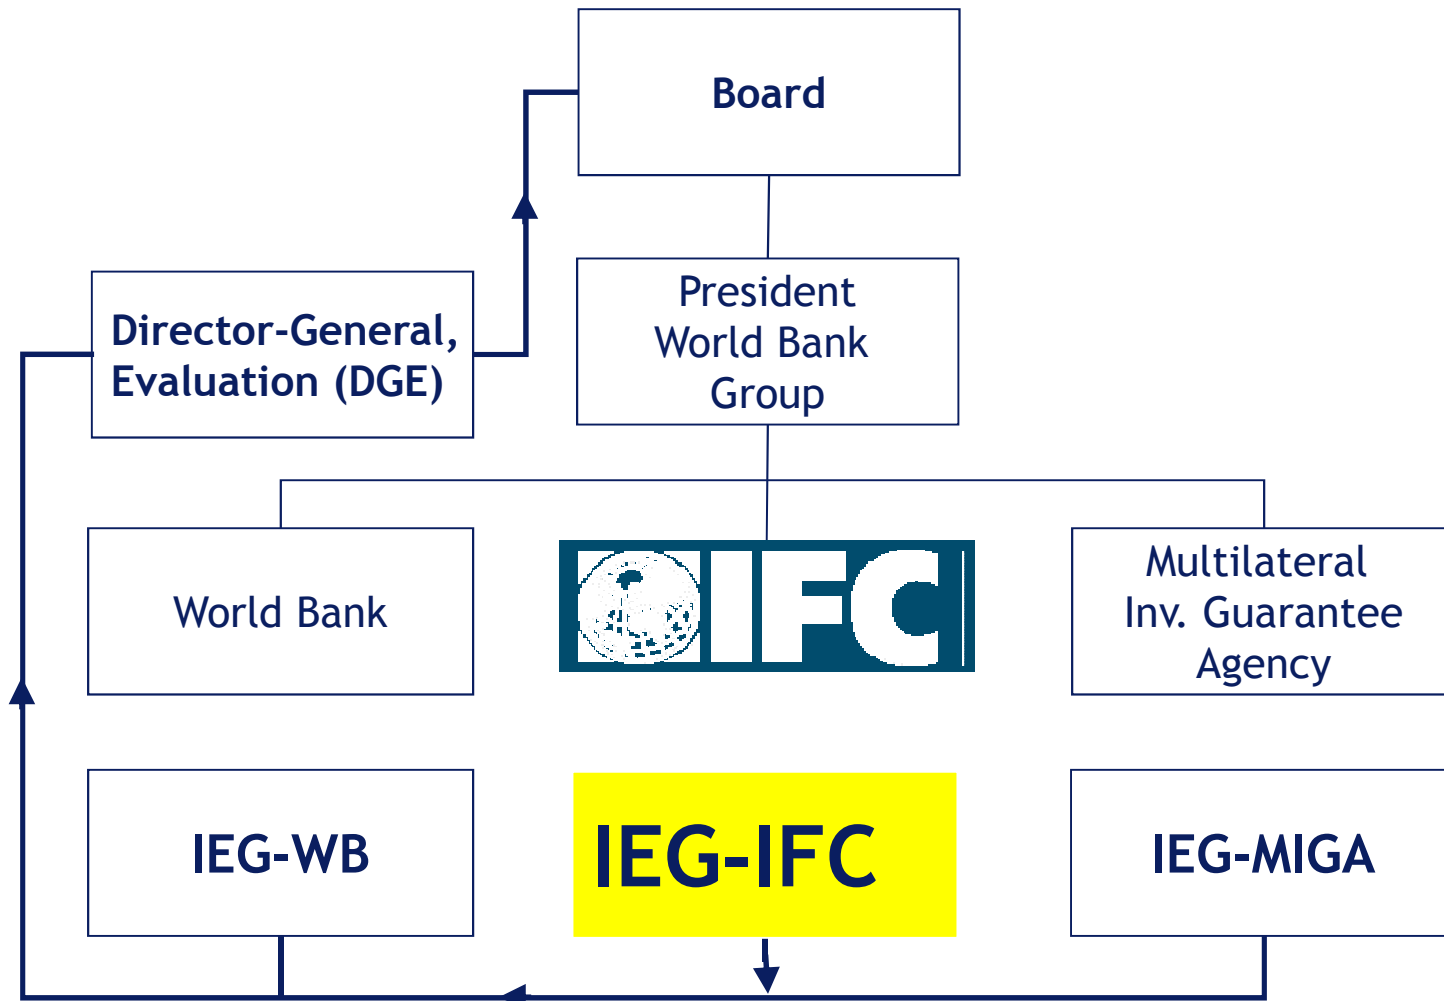 Board
Director-General,
Evaluation (DGE)
President
World Bank
Group
World Bank
IFC
Multilateral
Inv. Guarantee
Agency
IEG-WB
IEG-IFC
IEG-MIGA